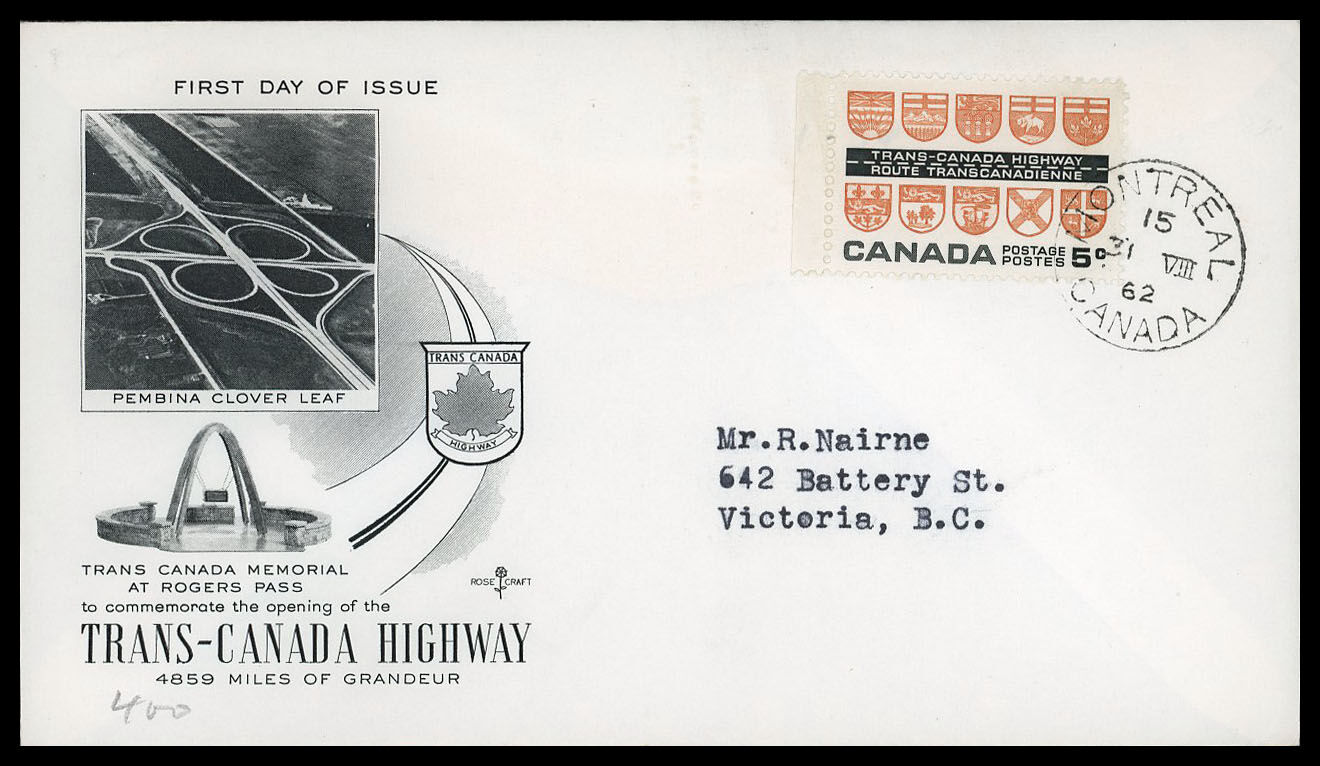 FIRST DAY OF ISSUE
PEMBINA CLOVER LEAF
TRANS CANADA
HIGHWAY
TRANS CANADA MEMORIAL
AT ROGERS PASS
ROSE CRAFT
to commemorate the opening of the
TRANS-CANADA HIGHWAY
4859 MILES OF GRANDEUR
400
TRANS-CANADA HIGHWAY
ROUTE TRANSCANADIENNE
CANADA POSTAGE POSTES 5c
MONTREAL
15
31 VIII
62
CANADA
Mr.R.Nairne
642 Battery St.
Victoria, B.C.